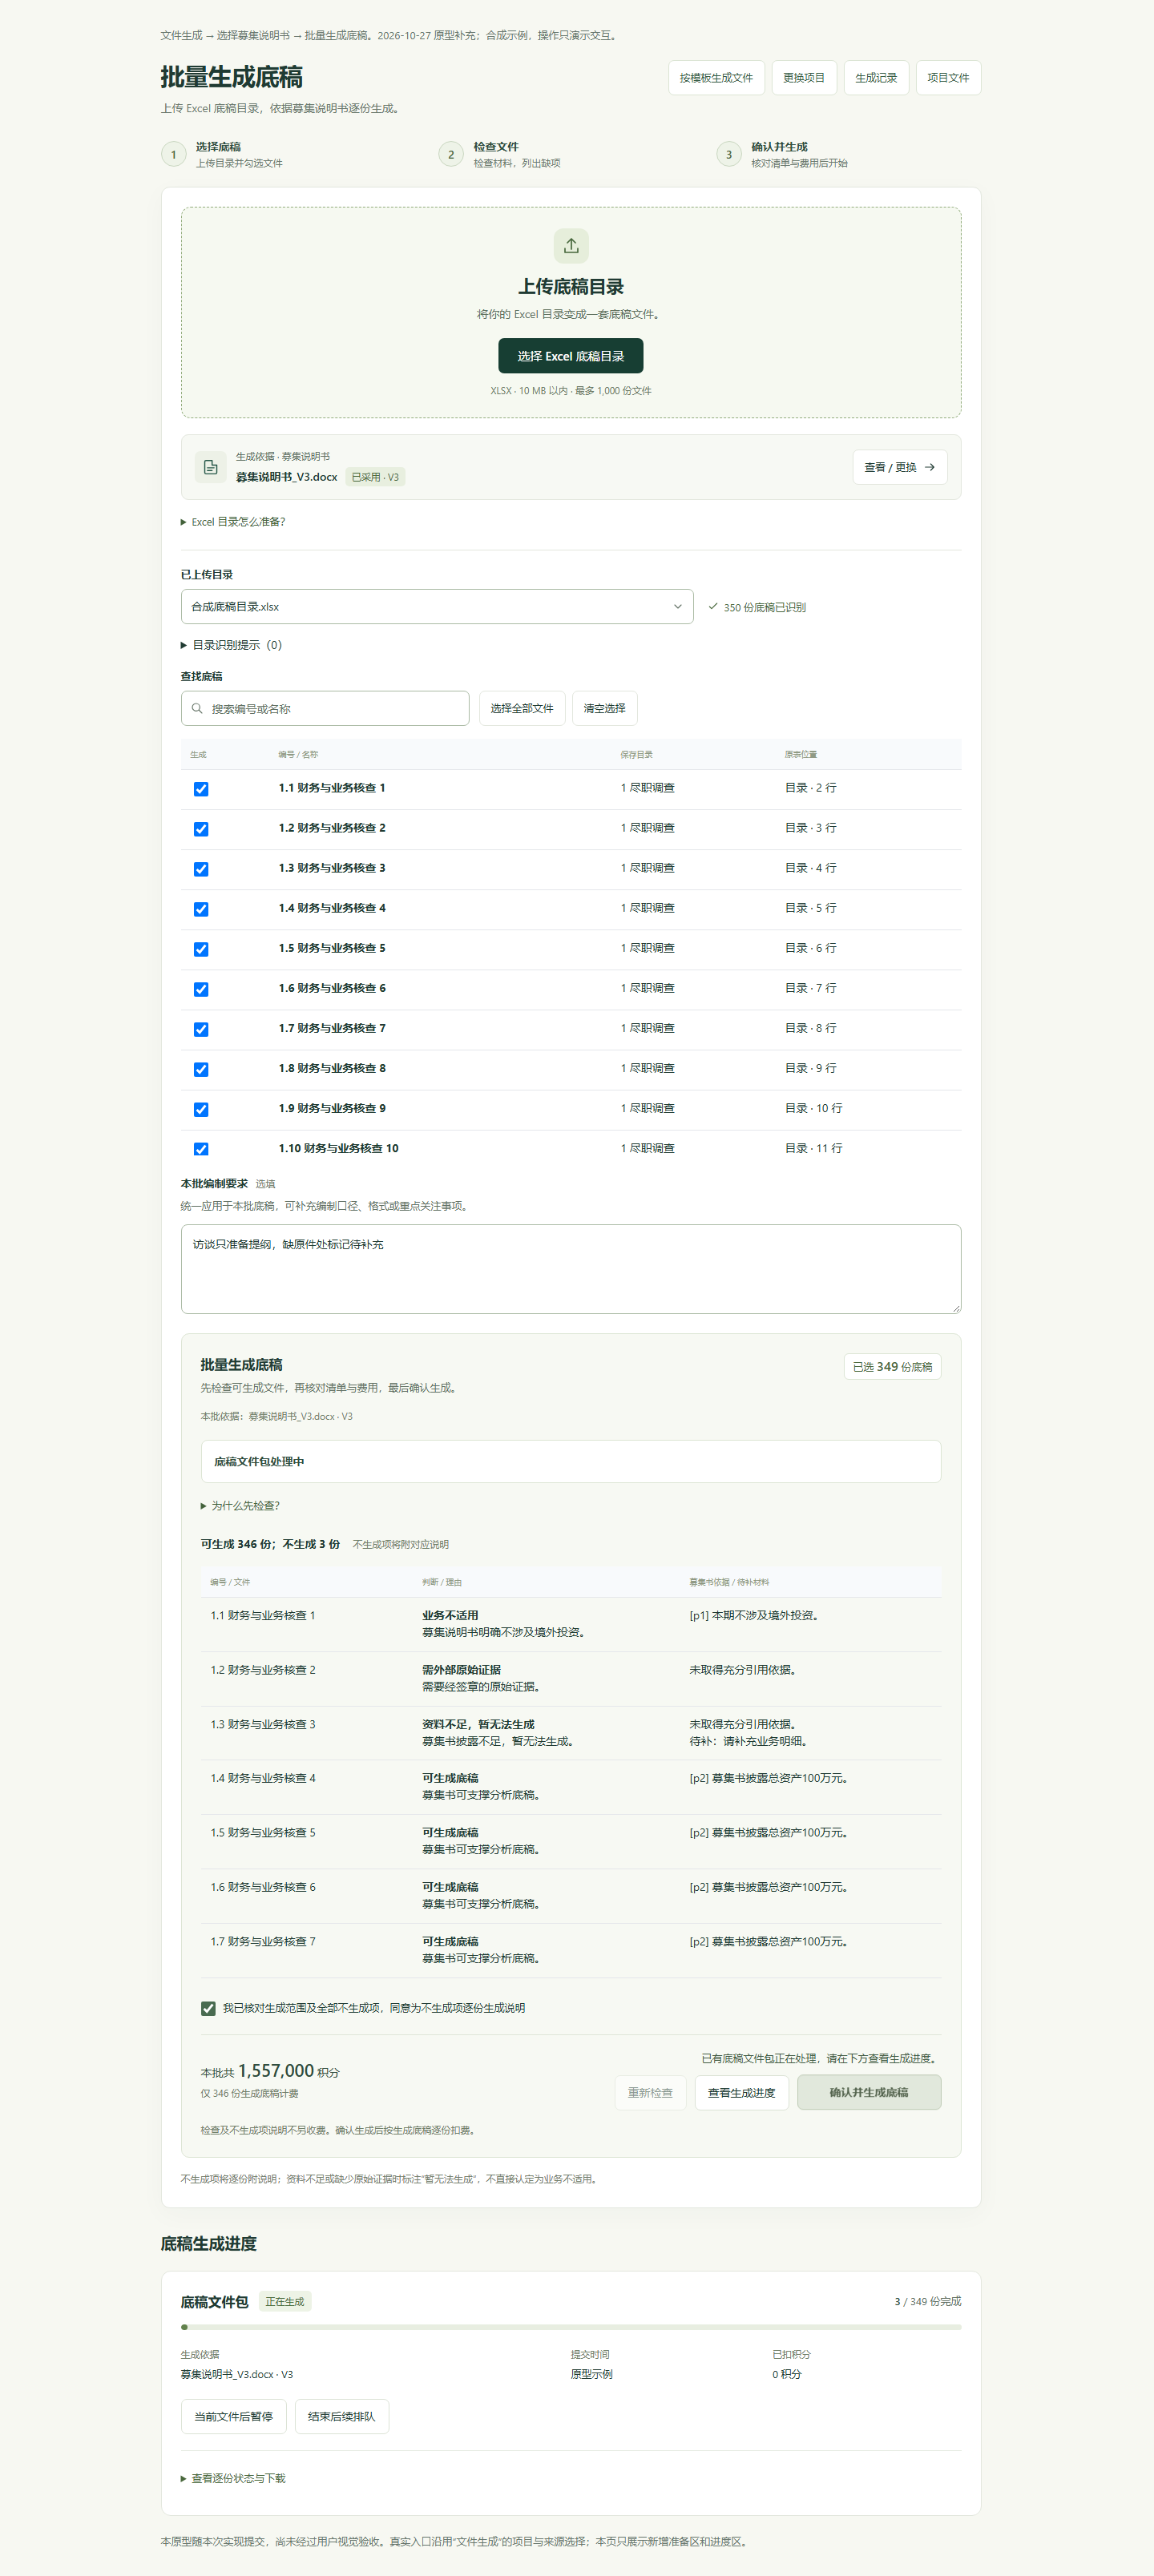 文件生成 → 选择募集说明书 → 批量生成底稿。2026-10-27 原型补充；合成示例，操作只演示交互。
批量生成底稿
按模板生成文件
更换项目
生成记录
项目文件
上传 Excel 底稿目录，依据募集说明书逐份生成。
1
选择底稿
上传目录并勾选文件
2
检查文件
检查材料，列出缺项
3
确认并生成
核对清单与费用后开始
上传底稿目录
将你的 Excel 目录变成一套底稿文件。
选择 Excel 底稿目录
XLSX · 10 MB 以内 · 最多 1,000 份文件
生成依据 · 募集说明书
募集说明书_V3.docx
已采用 · V3
查看 / 更换 →
Excel 目录怎么准备？
已上传目录
合成底稿目录.xlsx
350 份底稿已识别
目录识别提示（0）
查找底稿
搜索编号或名称
选择全部文件
清空选择
生成 编号 / 名称 保存目录 原表位置
1.1 财务与业务核查 1 1 尽职调查 目录 · 2 行
1.2 财务与业务核查 2 1 尽职调查 目录 · 3 行
1.3 财务与业务核查 3 1 尽职调查 目录 · 4 行
1.4 财务与业务核查 4 1 尽职调查 目录 · 5 行
1.5 财务与业务核查 5 1 尽职调查 目录 · 6 行
1.6 财务与业务核查 6 1 尽职调查 目录 · 7 行
1.7 财务与业务核查 7 1 尽职调查 目录 · 8 行
1.8 财务与业务核查 8 1 尽职调查 目录 · 9 行
1.9 财务与业务核查 9 1 尽职调查 目录 · 10 行
1.10 财务与业务核查 10 1 尽职调查 目录 · 11 行
本批编制要求 选填
统一应用于本批底稿，可补充编制口径、格式或重点关注事项。
访谈只准备提纲，缺原件处标记待补充
批量生成底稿
已选 349 份底稿
先检查可生成文件，再核对清单与费用，最后确认生成。
本批依据：募集说明书_V3.docx · V3
底稿文件包处理中
为什么先检查？
可生成 346 份；不生成 3 份 不生成项将附对应说明
编号 / 文件 判断 / 理由 募集书依据 / 待补材料
1.1 财务与业务核查 1 业务不适用 [p1] 本期不涉及境外投资。
募集说明书明确不涉及境外投资。
1.2 财务与业务核查 2 需外部原始证据 未取得充分引用依据。
需要经签章的原始证据。
1.3 财务与业务核查 3 资料不足，暂无法生成 未取得充分引用依据。
募集书披露不足，暂无法生成。 待补：请补充业务明细。
1.4 财务与业务核查 4 可生成底稿 [p2] 募集书披露总资产100万元。
募集书可支撑分析底稿。
1.5 财务与业务核查 5 可生成底稿 [p2] 募集书披露总资产100万元。
募集书可支撑分析底稿。
1.6 财务与业务核查 6 可生成底稿 [p2] 募集书披露总资产100万元。
募集书可支撑分析底稿。
1.7 财务与业务核查 7 可生成底稿 [p2] 募集书披露总资产100万元。
募集书可支撑分析底稿。
我已核对生成范围及全部不生成项，同意为不生成项逐份生成说明
本批共 1,557,000 积分
仅 346 份生成底稿计费
已有底稿文件包正在处理，请在下方查看生成进度。
重新检查
查看生成进度
确认并生成底稿
检查及不生成项说明不另收费。确认生成后按生成底稿逐份扣费。
不生成项将逐份附说明；资料不足或缺少原始证据时标注“暂无法生成”，不直接认定为业务不适用。
底稿生成进度
底稿文件包 正在生成 3 / 349 份完成
生成依据 提交时间 已扣积分
募集说明书_V3.docx · V3 原型示例 0 积分
当前文件后暂停
结束后续排队
查看逐份状态与下载
本原型随本次实现提交，尚未经过用户视觉验收。真实入口沿用“文件生成”的项目与来源选择；本页只展示新增准备区和进度区。